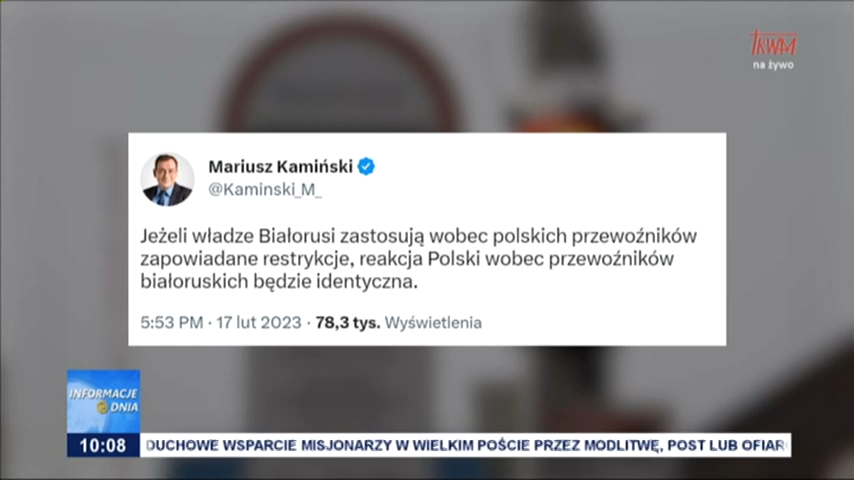 TRWAM
na żywo
Mariusz Kamiński
@Kaminski_M_
Jeżeli władze Białorusi zastosują wobec polskich przewoźników
zapowiadane restrykcje, reakcja Polski wobec przewoźników
białoruskich będzie identyczna.
5:53 PM · 17 lut 2023 · 78,3 tys. Wyświetlenia
INFORMACJE
DNIA
10:08 DUCHOWE WSPARCIE MISJONARZY W WIELKIM POŚCIE PRZEZ MODLITWĘ, POST LUB OFIAR